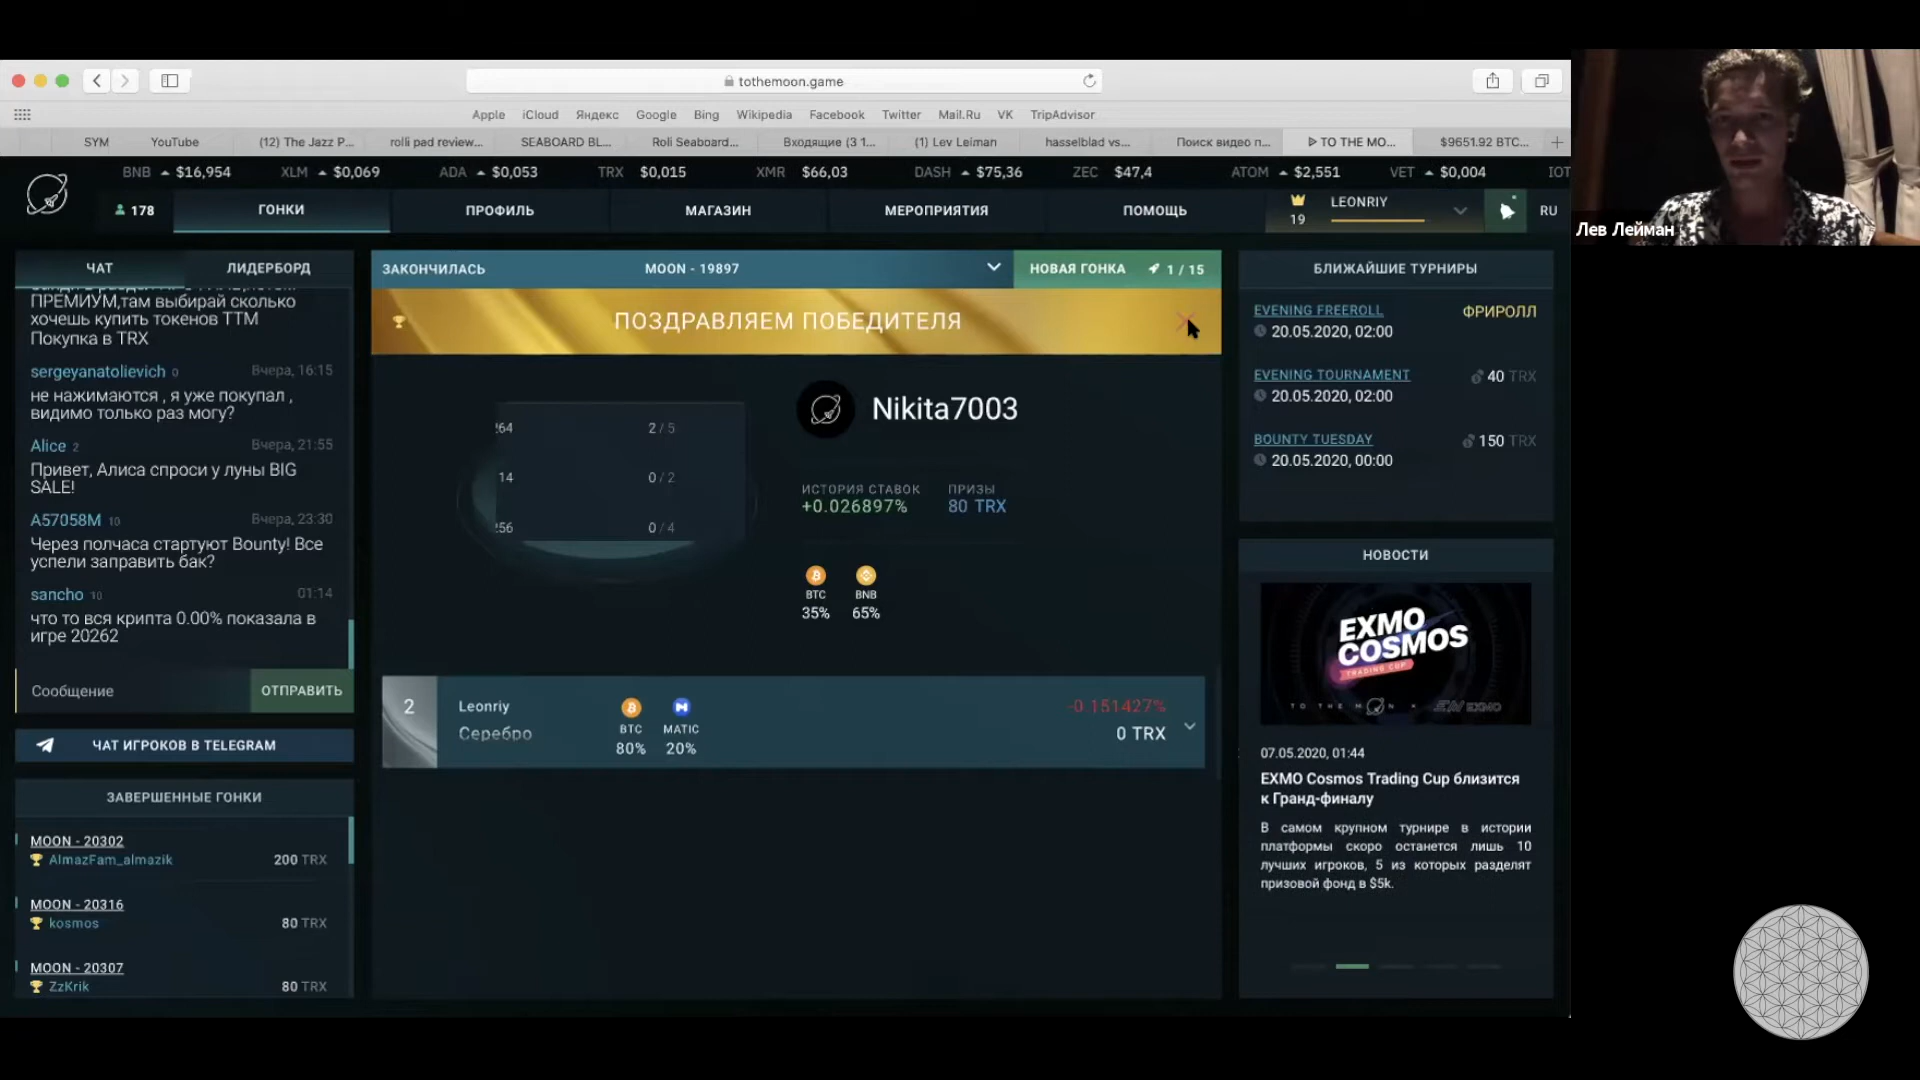 tothemoon.game
Apple iCloud Яндекс Google Bing Wikipedia Facebook Twitter Mail.Ru VK TripAdvisor
SYM YouTube (12) The Jazz P... rolli pad review... SEABOARD BL... Roli Seaboard... Входящие (3 1... (1) Lev Leiman hasselblad vs... Поиск видео п... TO THE MO... $9651.92 BTC...
BNB $16,954 XLM $0,069 ADA $0,053 TRX $0,015 XMR $66,03 DASH $75,36 ZEC $47,4 ATOM $2,551 VET $0,004 IOT
178 ГОНКИ ПРОФИЛЬ МАГАЗИН МЕРОПРИЯТИЯ ПОМОЩЬ 19 LEONRIY RU
Лев Лейман
ЧАТ ЛИДЕРБОРД
ПРЕМИУМ,там выбирай сколько
хочешь купить токенов TTM
Покупка в TRX
sergeyanatolievich 0 Вчера, 16:15
не нажимаются , я уже покупал ,
видимо только раз могу?
Alice 2 Вчера, 21:55
Привет, Алиса спроси у луны BIG
SALE!
A57058M 10 Вчера, 23:30
Через полчаса стартуют Bounty! Все
успели заправить бак?
sancho 10 01:14
что то вся крипта 0.00% показала в
игре 20262
Сообщение ОТПРАВИТЬ
ЧАТ ИГРОКОВ В TELEGRAM
ЗАВЕРШЕННЫЕ ГОНКИ
MOON - 20302
AlmazFam_almazik 200 TRX
MOON - 20316
kosmos 80 TRX
MOON - 20307
ZzKrik 80 TRX
ЗАКОНЧИЛАСЬ MOON - 19897 НОВАЯ ГОНКА 1 / 15
ПОЗДРАВЛЯЕМ ПОБЕДИТЕЛЯ
Nikita7003
264 2 / 5
14 0 / 2
256 0 / 4
ИСТОРИЯ СТАВОК ПРИЗЫ
+0.026897% 80 TRX
BTC BNB
35% 65%
2 Leonriy -0.151427%
Серебро BTC MATIC 0 TRX
80% 20%
БЛИЖАЙШИЕ ТУРНИРЫ
EVENING FREEROLL ФРИРОЛЛ
20.05.2020, 02:00
EVENING TOURNAMENT 40 TRX
20.05.2020, 02:00
BOUNTY TUESDAY 150 TRX
20.05.2020, 00:00
НОВОСТИ
EXMO
COSMOS
TRADING CUP
TO THE MOON x EXMO
07.05.2020, 01:44
EXMO Cosmos Trading Cup близится
к Гранд-финалу
В самом крупном турнире в истории
платформы скоро останется лишь 10
лучших игроков, 5 из которых разделят
призовой фонд в $5k.